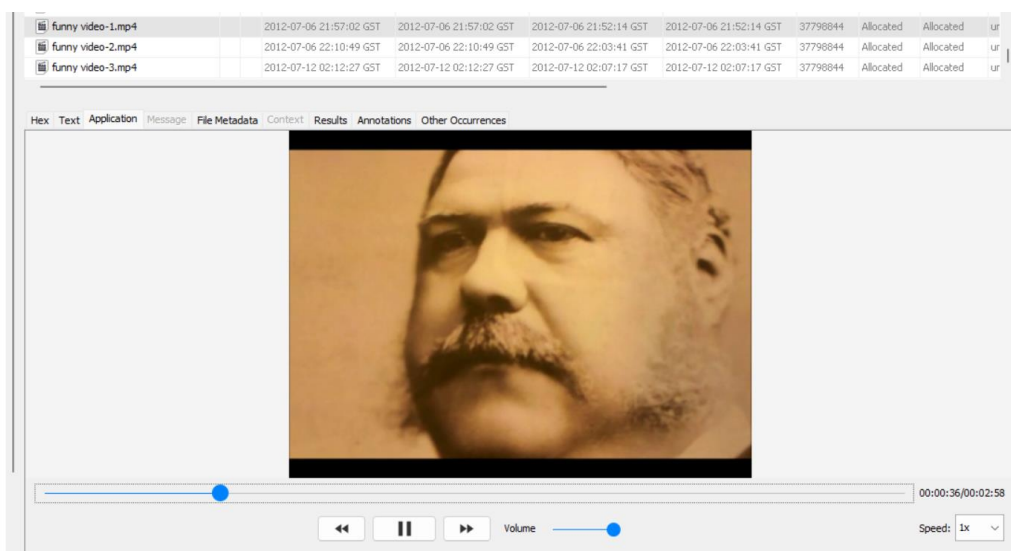 funny video-1.mp4 2012-07-06 21:57:02 GST 2012-07-06 21:57:02 GST 2012-07-06 21:52:14 GST 2012-07-06 21:52:14 GST 37798844 Allocated Allocated ur
funny video-2.mp4 2012-07-06 22:10:49 GST 2012-07-06 22:10:49 GST 2012-07-06 22:03:41 GST 2012-07-06 22:03:41 GST 37798844 Allocated Allocated ur
funny video-3.mp4 2012-07-12 02:12:27 GST 2012-07-12 02:12:27 GST 2012-07-12 02:07:17 GST 2012-07-12 02:07:17 GST 37798844 Allocated Allocated ur
Hex Text Application Message File Metadata Context Results Annotations Other Occurrences
00:00:36/00:02:58
Volume Speed: 1x